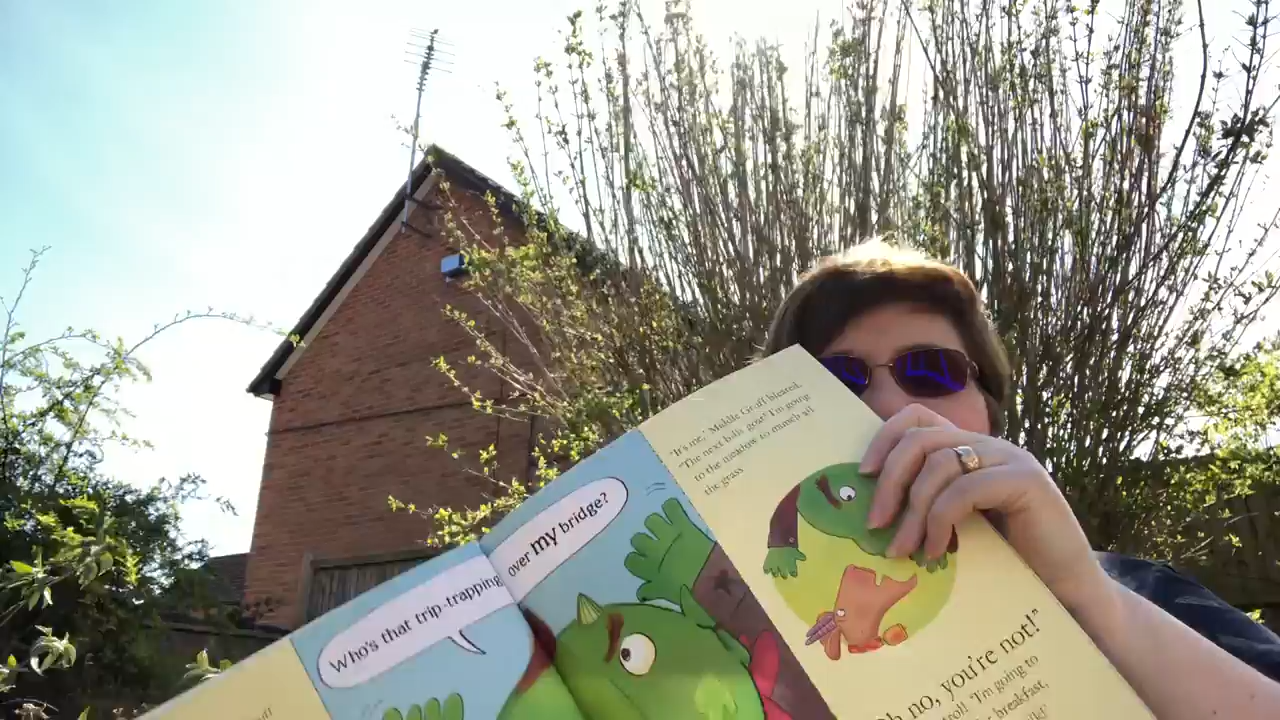 Who's that trip-trapping
over my bridge?
"It's me," Middle Gruff bleated.
"The next billy goat! I'm going
to the meadow to munch all
the grass
no, you're not!"
"I'm going to
breakfast,